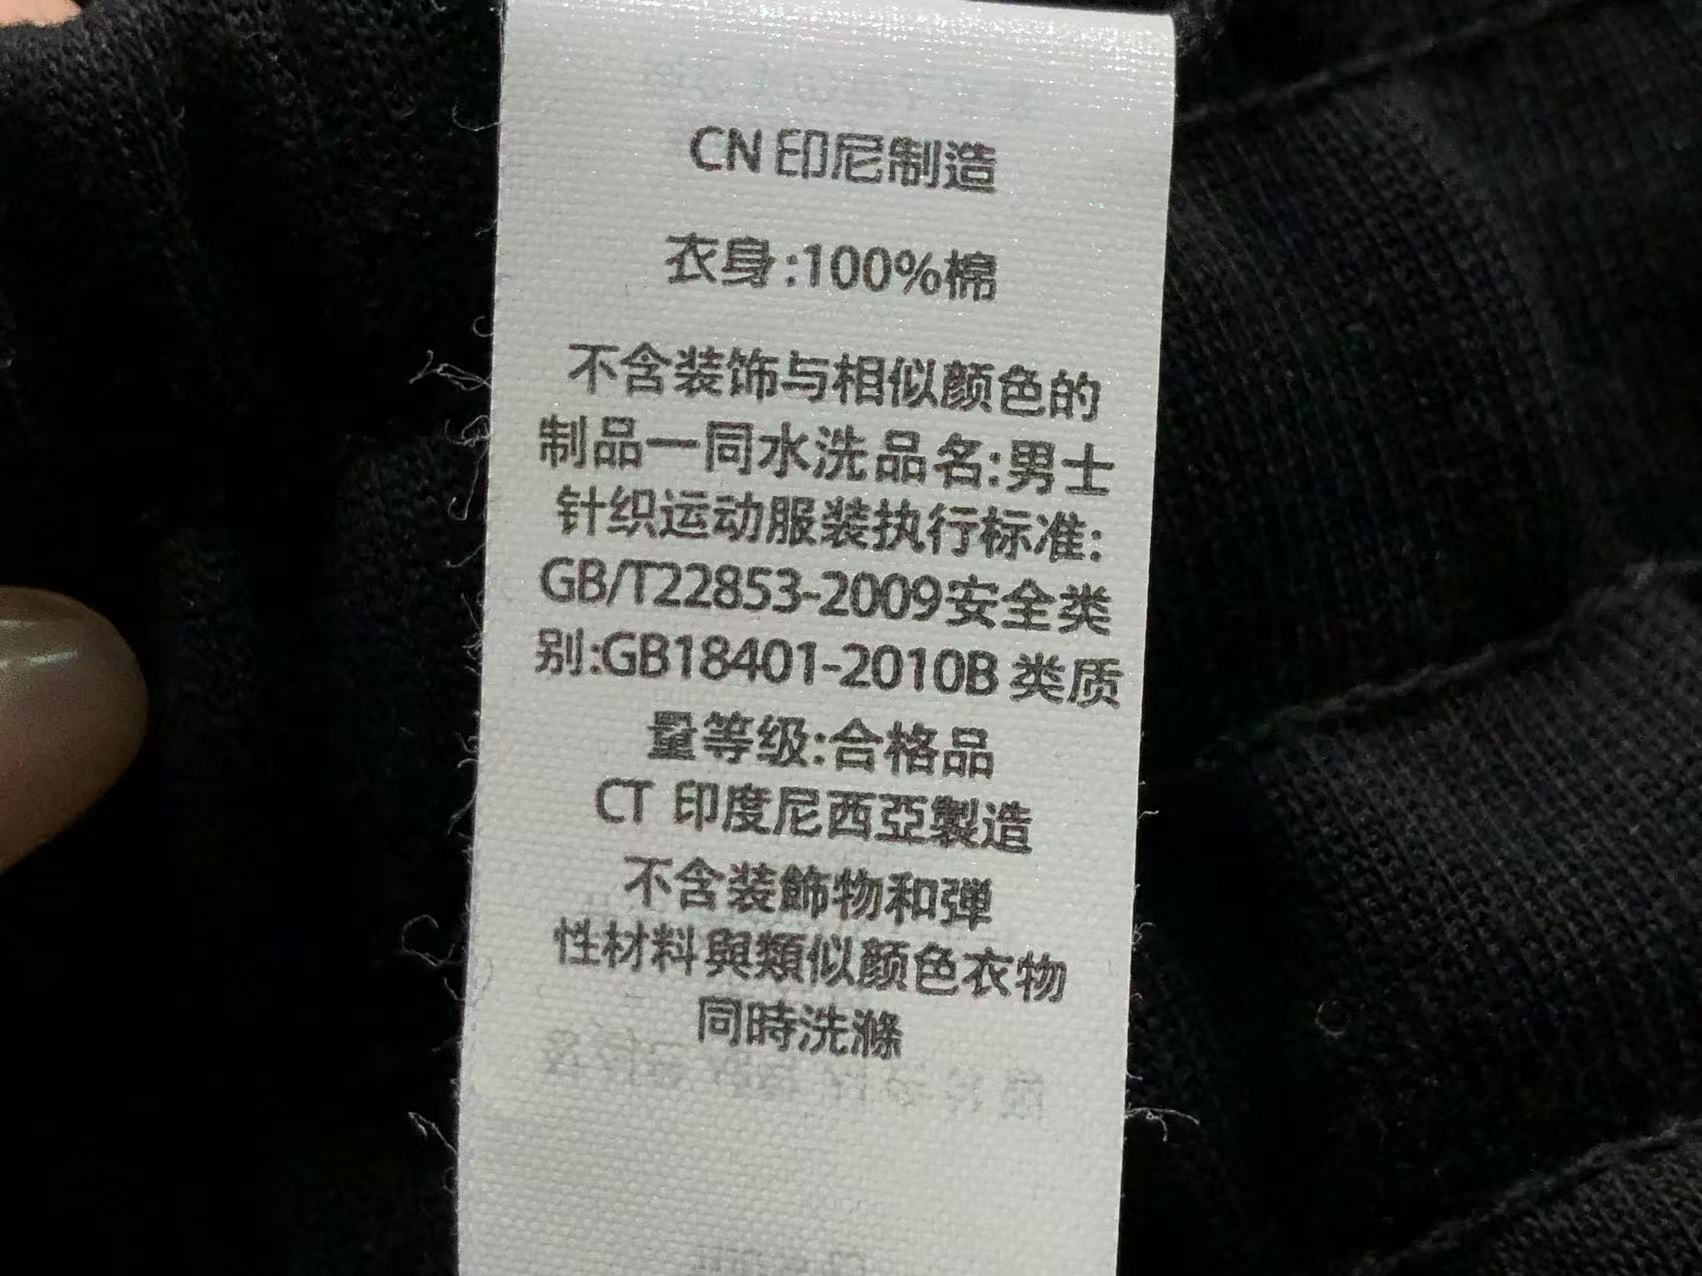 CN 印尼制造
衣身:100%棉
不含装饰与相似颜色的
制品一同水洗品名:男士
针织运动服装执行标准:
GB/T22853-2009安全类
别:GB18401-2010B 类质
量等级:合格品
CT 印度尼西亞製造
不含装飾物和弹
性材料與類似颜色衣物
同時洗滌